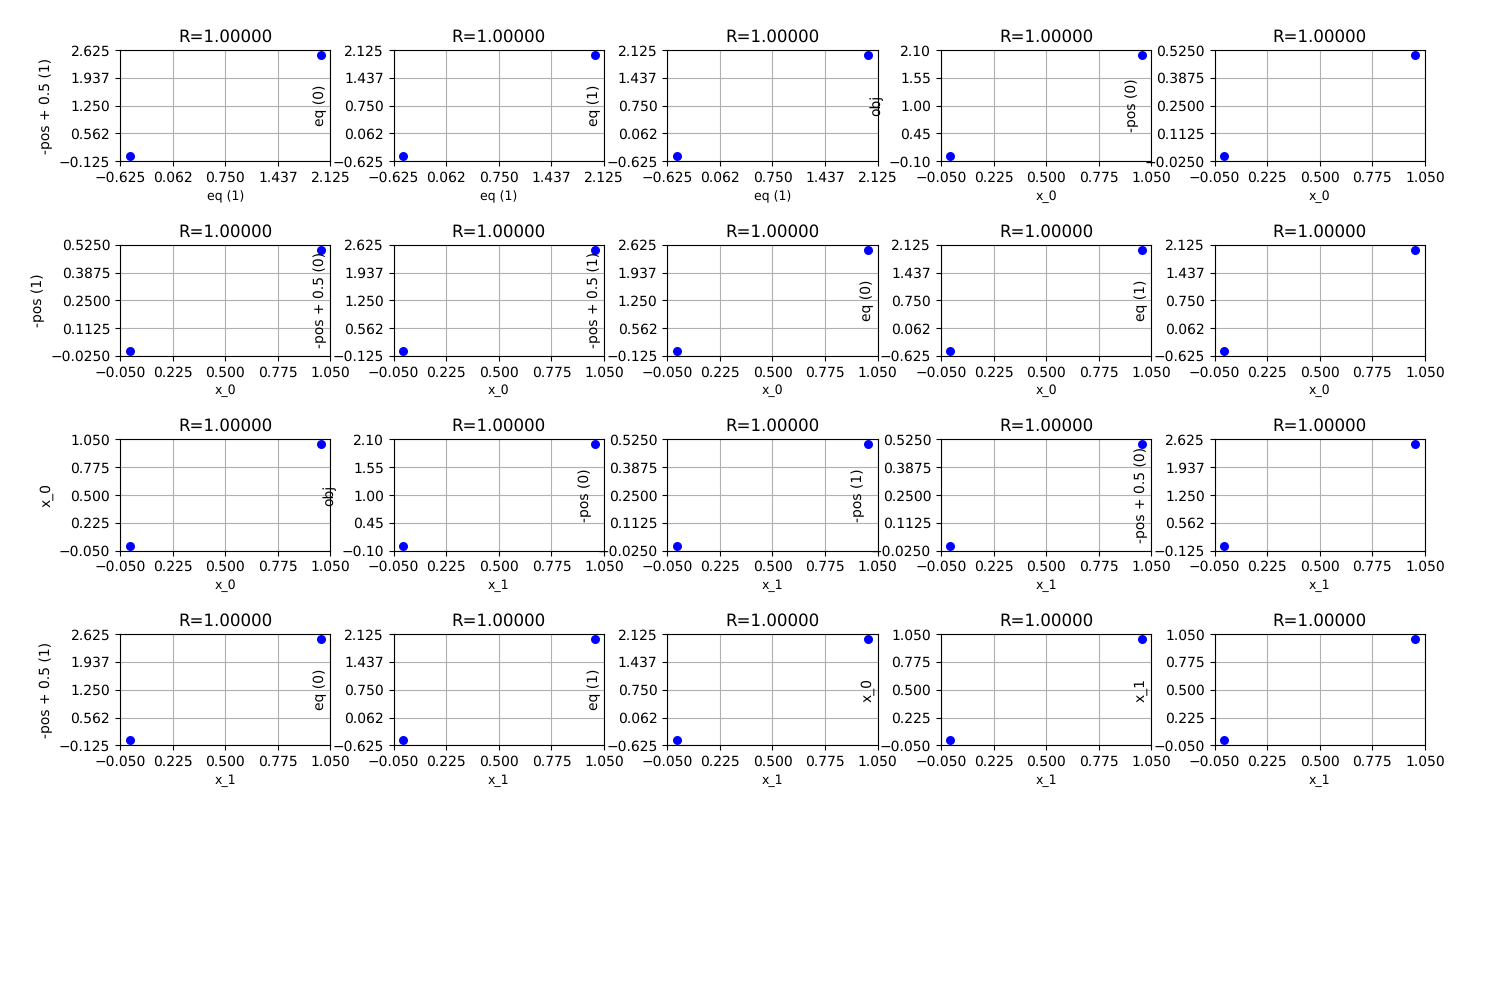 R=1.00000 R=1.00000 R=1.00000 R=1.00000 R=1.00000
2.625 2.125 2.125 2.10 0.5250
1.937 1.437 1.437 1.55 0.3875
-pos + 0.5 (1) eq (0) eq (1) obj -pos (0)
1.250 0.750 0.750 1.00 0.2500
0.562 0.062 0.062 0.45 0.1125
−0.125 −0.625 −0.625 −0.10 −0.0250
−0.625 0.062 0.750 1.437 2.125 −0.625 0.062 0.750 1.437 2.125 −0.625 0.062 0.750 1.437 2.125 −0.050 0.225 0.500 0.775 1.050 −0.050 0.225 0.500 0.775 1.050
eq (1) eq (1) eq (1) x_0 x_0
R=1.00000 R=1.00000 R=1.00000 R=1.00000 R=1.00000
0.5250 2.625 2.625 2.125 2.125
0.3875 1.937 1.937 1.437 1.437
-pos (1) -pos + 0.5 (0) -pos + 0.5 (1) eq (0) eq (1)
0.2500 1.250 1.250 0.750 0.750
0.1125 0.562 0.562 0.062 0.062
−0.0250 −0.125 −0.125 −0.625 −0.625
−0.050 0.225 0.500 0.775 1.050 −0.050 0.225 0.500 0.775 1.050 −0.050 0.225 0.500 0.775 1.050 −0.050 0.225 0.500 0.775 1.050 −0.050 0.225 0.500 0.775 1.050
x_0 x_0 x_0 x_0 x_0
R=1.00000 R=1.00000 R=1.00000 R=1.00000 R=1.00000
1.050 2.10 0.5250 0.5250 2.625
0.775 1.55 0.3875 0.3875 1.937
x_0 obj -pos (0) -pos (1) -pos + 0.5 (0)
0.500 1.00 0.2500 0.2500 1.250
0.225 0.45 0.1125 0.1125 0.562
−0.050 −0.10 −0.0250 −0.0250 −0.125
−0.050 0.225 0.500 0.775 1.050 −0.050 0.225 0.500 0.775 1.050 −0.050 0.225 0.500 0.775 1.050 −0.050 0.225 0.500 0.775 1.050 −0.050 0.225 0.500 0.775 1.050
x_0 x_1 x_1 x_1 x_1
R=1.00000 R=1.00000 R=1.00000 R=1.00000 R=1.00000
2.625 2.125 2.125 1.050 1.050
1.937 1.437 1.437 0.775 0.775
-pos + 0.5 (1) eq (0) eq (1) x_0 x_1
1.250 0.750 0.750 0.500 0.500
0.562 0.062 0.062 0.225 0.225
−0.125 −0.625 −0.625 −0.050 −0.050
−0.050 0.225 0.500 0.775 1.050 −0.050 0.225 0.500 0.775 1.050 −0.050 0.225 0.500 0.775 1.050 −0.050 0.225 0.500 0.775 1.050 −0.050 0.225 0.500 0.775 1.050
x_1 x_1 x_1 x_1 x_1